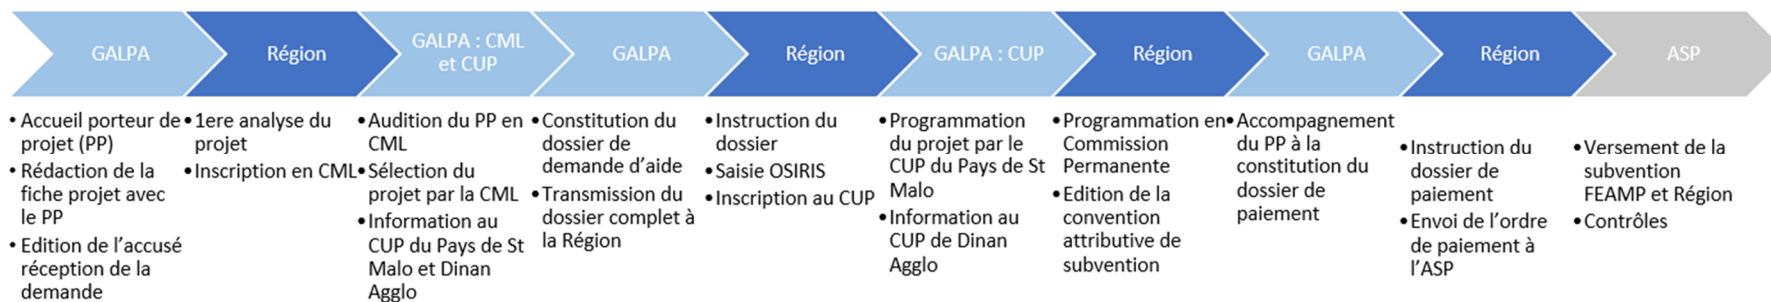 GALPA
Région
GALPA : CML
et CUP
GALPA
Région
GALPA : CUP
Région
GALPA
Région
ASP
• Accueil porteur de
projet (PP)
• Rédaction de la
fiche projet avec
le PP
• Edition de l’accusé
réception de la
demande
• 1ere analyse du
projet
• Inscription en CML
• Audition du PP en
CML
• Sélection du
projet par la CML
• Information au
CUP du Pays de St
Malo et Dinan
Agglo
• Constitution du
dossier de
demande d’aide
• Transmission du
dossier complet à
la Région
• Instruction du
dossier
• Saisie OSIRIS
• Inscription au CUP
• Programmation
du projet par le
CUP du Pays de St
Malo
• Information au
CUP de Dinan
Agglo
• Programmation en
Commission
Permanente
• Edition de la
convention
attributive de
subvention
• Accompagnement
du PP à la
constitution du
dossier de
paiement
• Instruction du
dossier de
paiement
• Envoi de l’ordre
de paiement à
l’ASP
• Versement de la
subvention
FEAMP et Région
• Contrôles